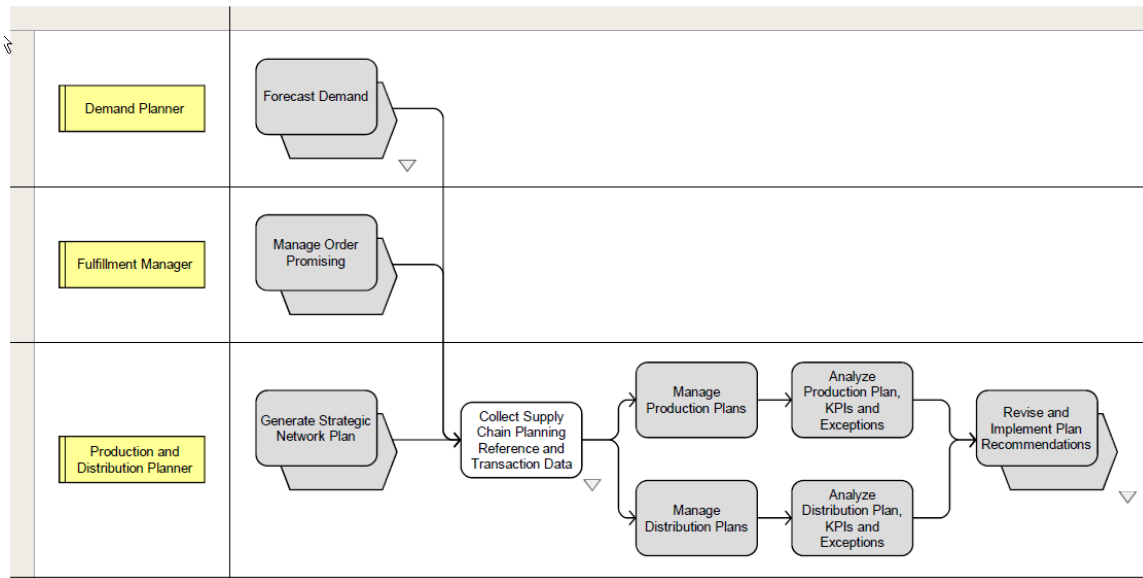 Demand Planner
Forecast Demand
Fulfillment Manager
Manage Order
Promising
Production and
Distribution Planner
Generate Strategic
Network Plan
Collect Supply
Chain Planning
Reference and
Transaction Data
Manage
Production Plans
Analyze
Production Plan,
KPIs and
Exceptions
Manage
Distribution Plans
Analyze
Distribution Plan,
KPIs and
Exceptions
Revise and
Implement Plan
Recommendations